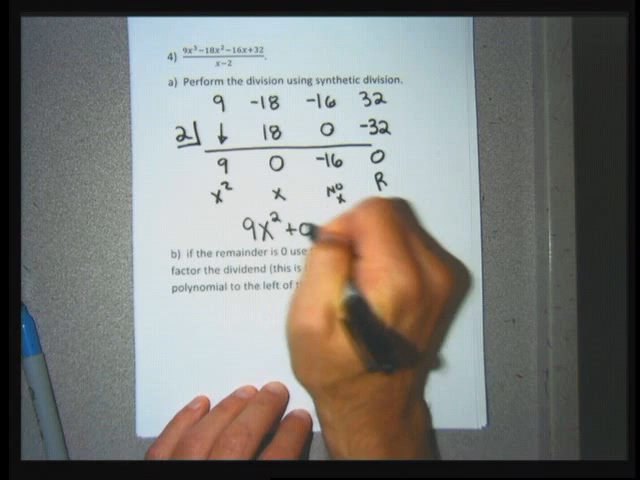 4) 9x³−18x²−16x+32 / x−2 .
a) Perform the division using synthetic division.
9 -18 -16 32
2| ↓ 18 0 -32
9 0 -16 0
x² x NO x R
9x² + 0
b) if the remainder is 0 use
factor the dividend (this is
polynomial to the left of